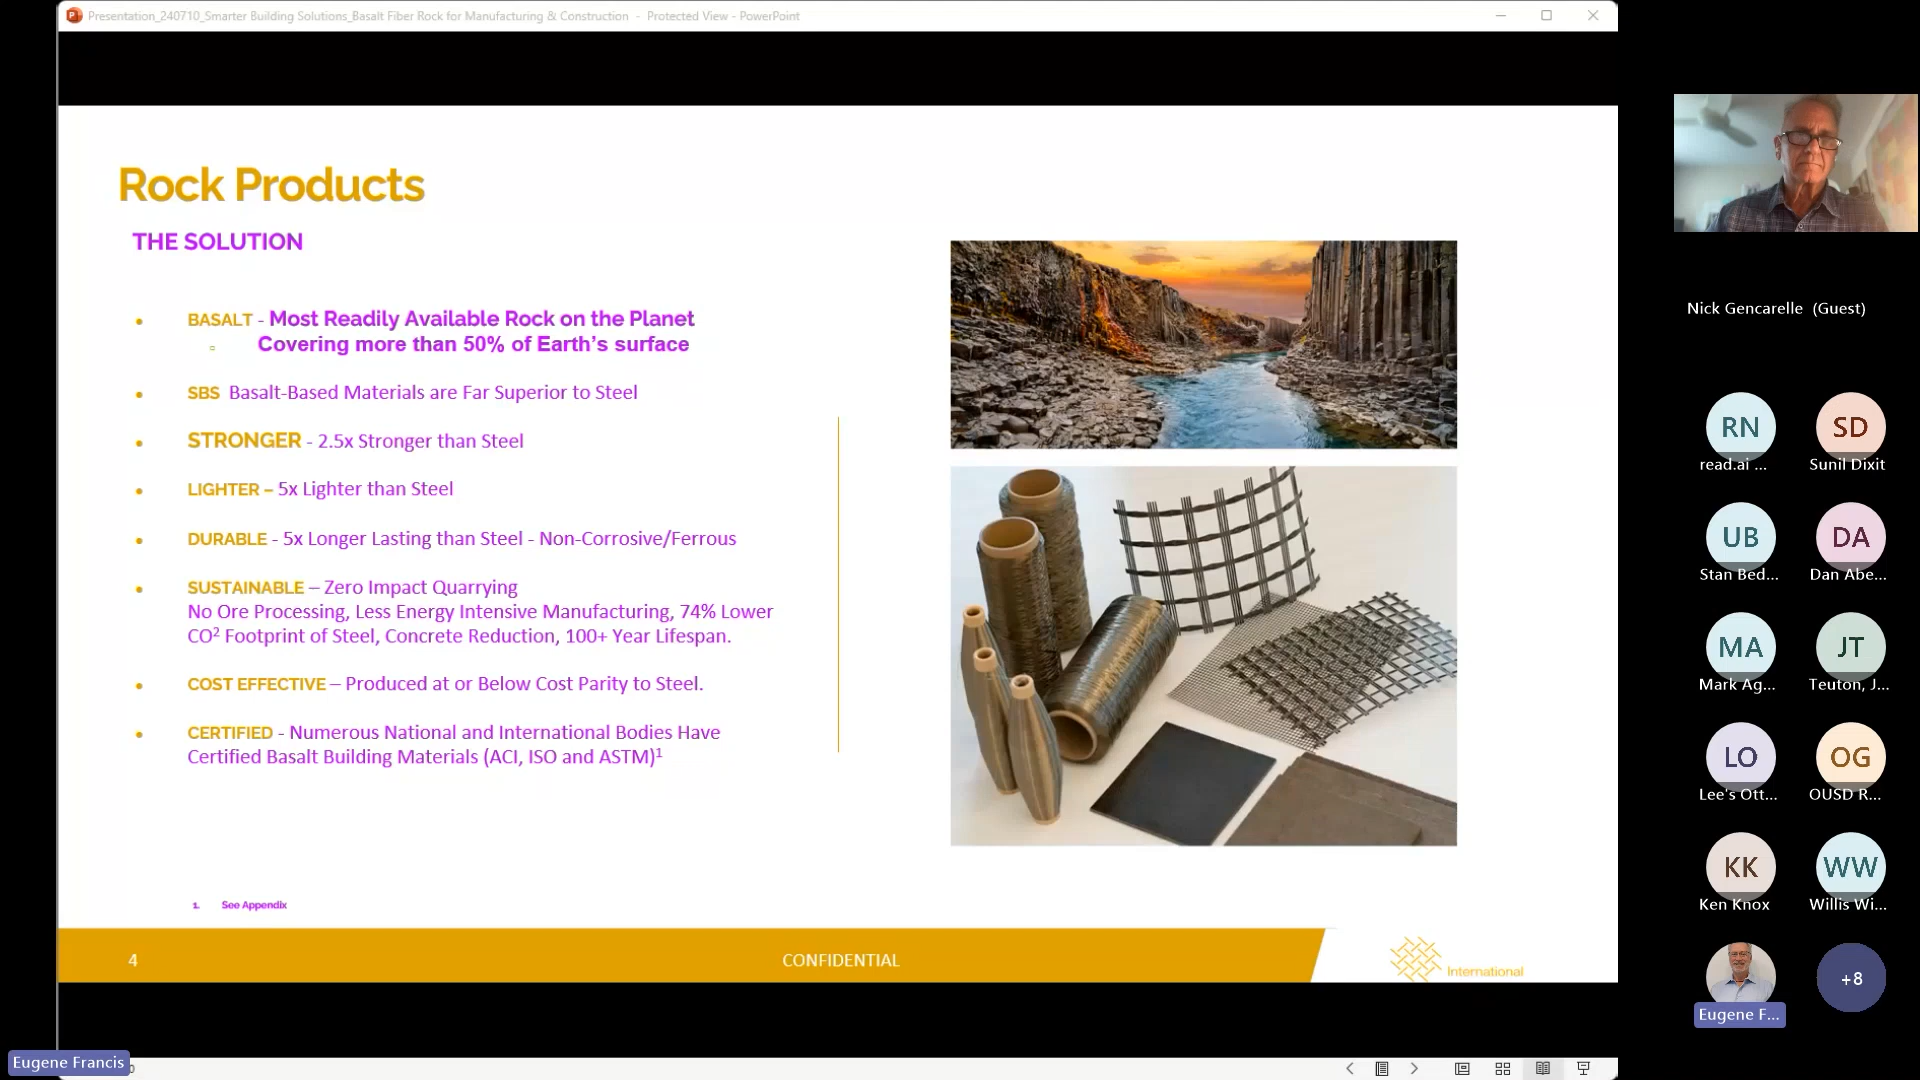 Presentation_240710_Smarter Building Solutions_Basalt Fiber Rock for Manufacturing & Construction - Protected View - PowerPoint
Rock Products
THE SOLUTION
• BASALT - Most Readily Available Rock on the Planet
Covering more than 50% of Earth's surface
• SBS Basalt-Based Materials are Far Superior to Steel
• STRONGER - 2.5x Stronger than Steel
• LIGHTER – 5x Lighter than Steel
• DURABLE - 5x Longer Lasting than Steel - Non-Corrosive/Ferrous
• SUSTAINABLE – Zero Impact Quarrying
No Ore Processing, Less Energy Intensive Manufacturing, 74% Lower
CO² Footprint of Steel, Concrete Reduction, 100+ Year Lifespan.
• COST EFFECTIVE – Produced at or Below Cost Parity to Steel.
• CERTIFIED - Numerous National and International Bodies Have
Certified Basalt Building Materials (ACI, ISO and ASTM)¹
1. See Appendix
4
CONFIDENTIAL
International
Eugene Francis
Nick Gencarelle (Guest)
RN
read.ai ...
SD
Sunil Dixit
UB
Stan Bed...
DA
Dan Abe...
MA
Mark Ag...
JT
Teuton, J...
LO
Lee's Ott...
OG
OUSD R...
KK
Ken Knox
WW
Willis Wi...
Eugene F...
+8